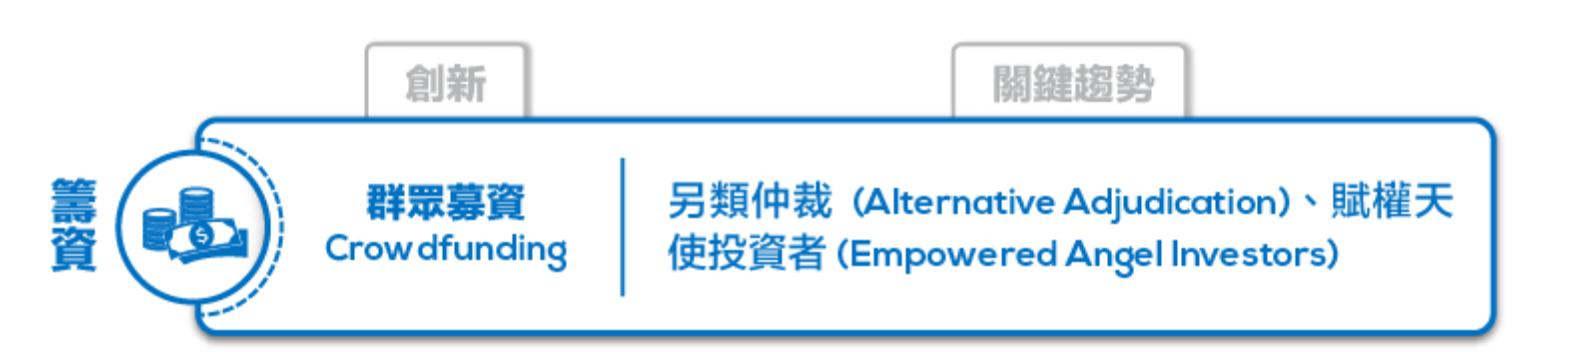 創新
關鍵趨勢
籌資
群眾募資
Crowdfunding
另類仲裁 (Alternative Adjudication)、賦權天
使投資者 (Empowered Angel Investors)